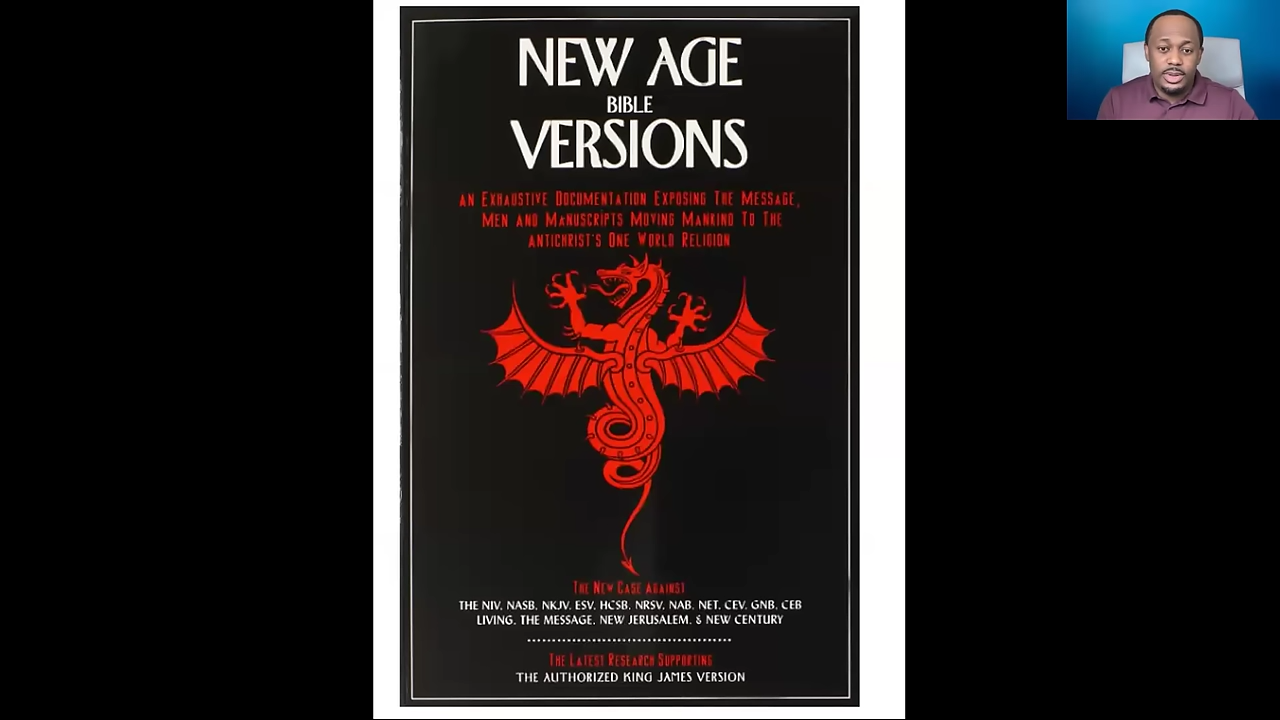 NEW AGE
BIBLE
VERSIONS
AN EXHAUSTIVE DOCUMENTATION EXPOSING THE MESSAGE,
MEN AND MANUSCRIPTS MOVING MANKIND TO THE
ANTICHRIST'S ONE WORLD RELIGION
THE NEW CASE AGAINST
THE NIV, NASB, NKJV, ESV, HCSB, NRSV, NAB, NET, CEV, GNB, CEB
LIVING, THE MESSAGE, NEW JERUSALEM, & NEW CENTURY
THE LATEST RESEARCH SUPPORTING
THE AUTHORIZED KING JAMES VERSION